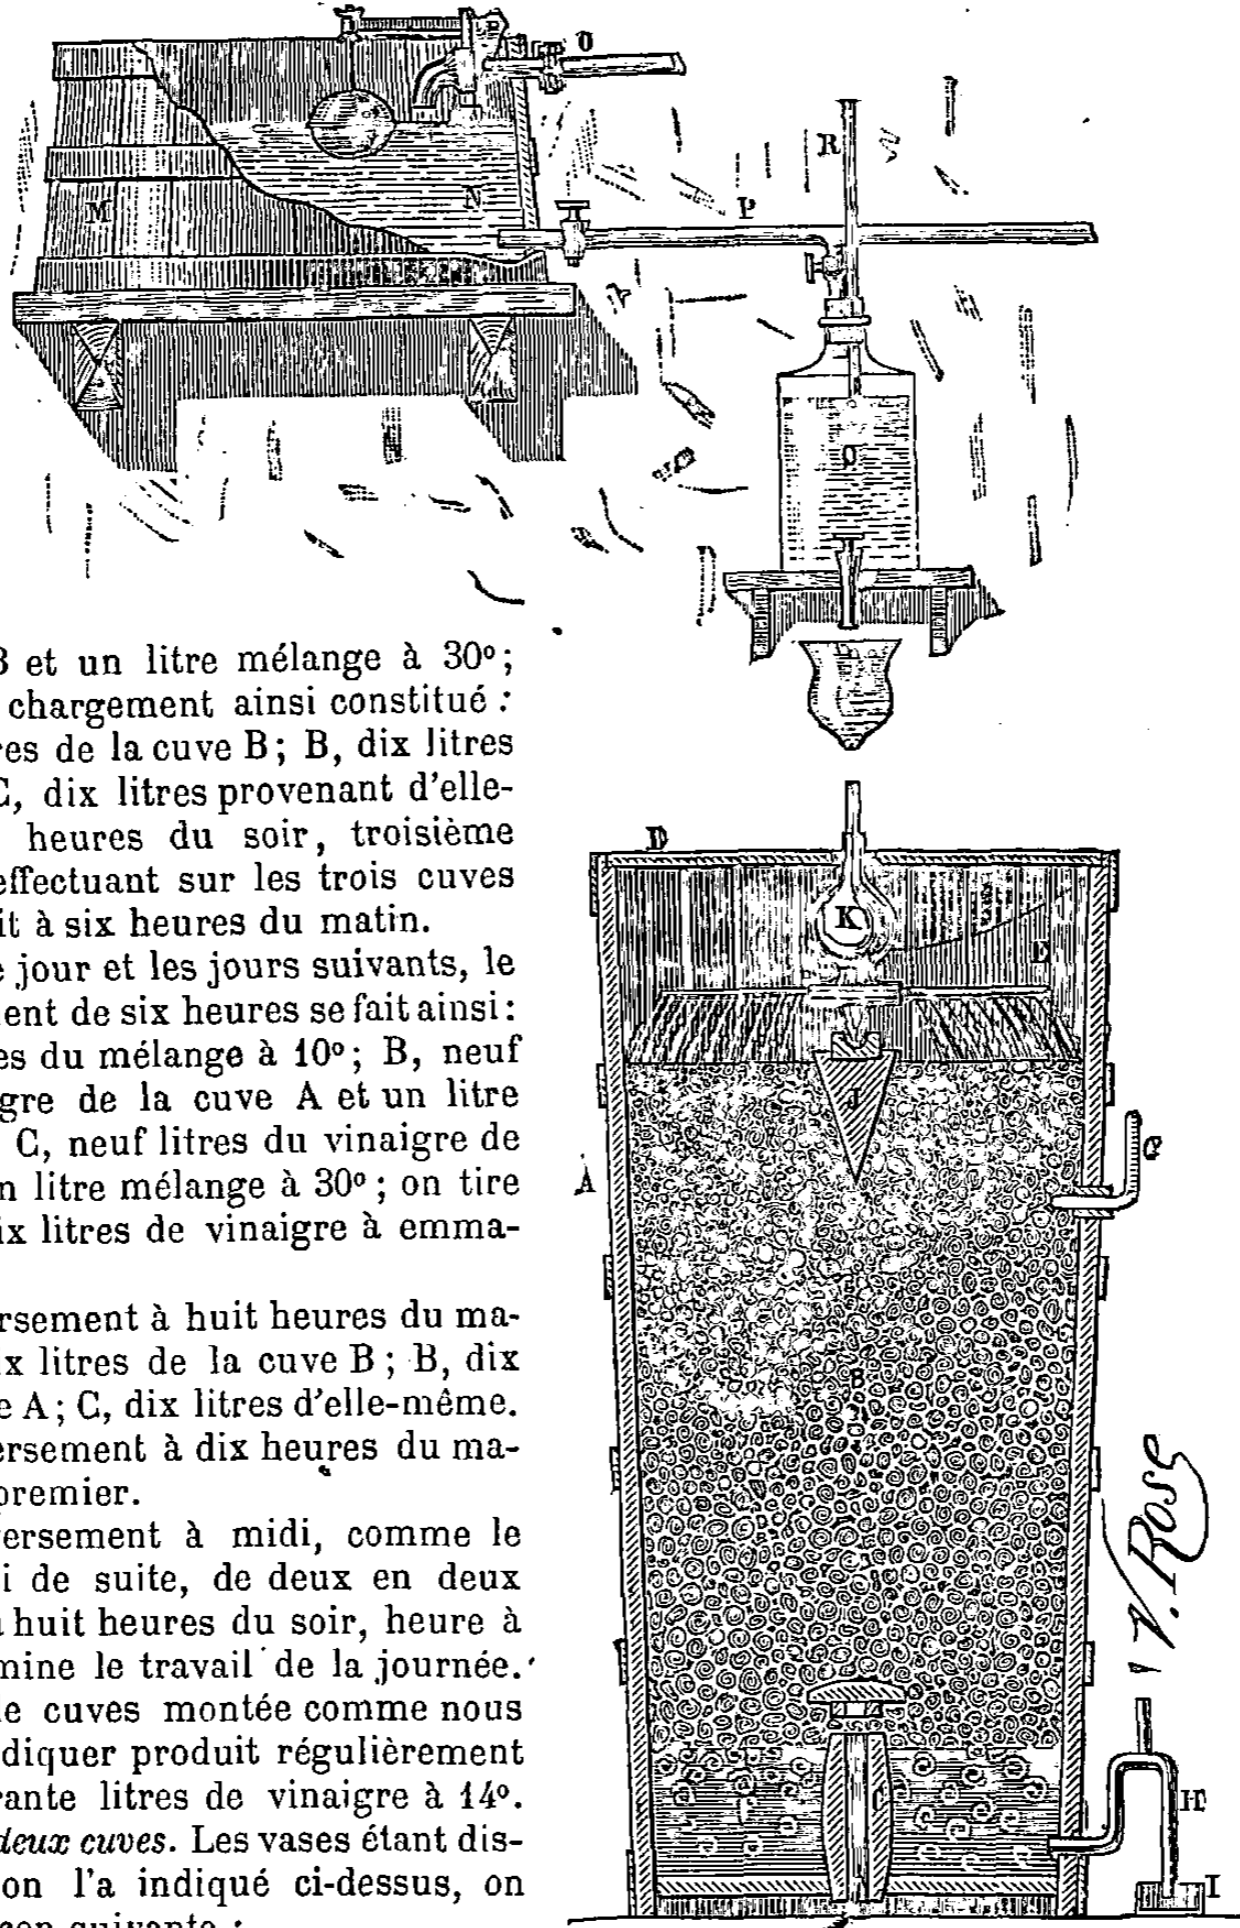 O
R
P
M
N
Q
B et un litre mélange à 30°;
chargement ainsi constitué :
res de la cuve B; B, dix litres
C, dix litres provenant d'elle-
heures du soir, troisième
effectuant sur les trois cuves
it à six heures du matin.
e jour et les jours suivants, le
ent de six heures se fait ainsi:
es du mélange à 10°; B, neuf
gre de la cuve A et un litre
C, neuf litres du vinaigre de
n litre mélange à 30°; on tire
ix litres de vinaigre à emma-
rsement à huit heures du ma-
ix litres de la cuve B; B, dix
e A; C, dix litres d'elle-même.
ersement à dix heures du ma-
premier.
ersement à midi, comme le
i de suite, de deux en deux
à huit heures du soir, heure à
mine le travail de la journée.
e cuves montée comme nous
diquer produit régulièrement
rante litres de vinaigre à 14°.
deux cuves. Les vases étant dis-
on l'a indiqué ci-dessus, on
D
K
E
J
A
G
B
V. Rose
C
H
I